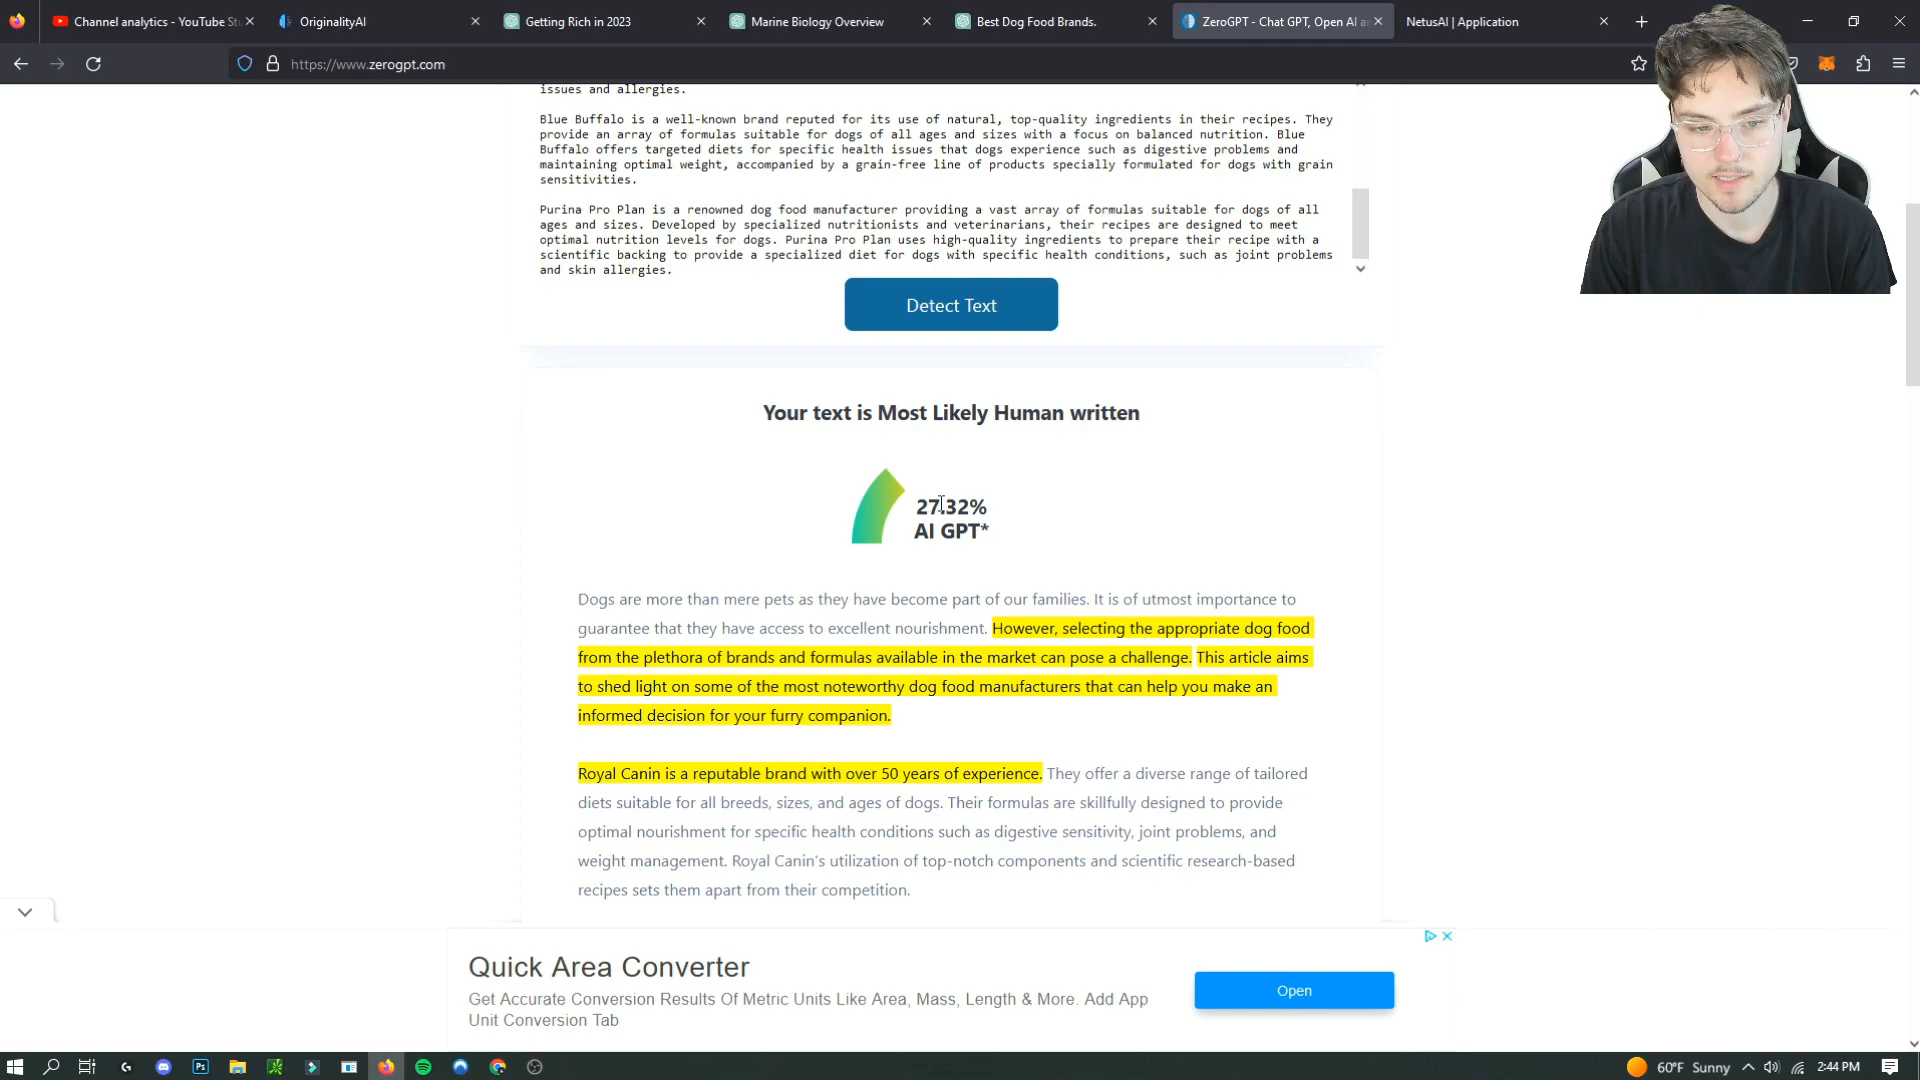 Channel analytics - YouTube St
OriginalityAI
Getting Rich in 2023
Marine Biology Overview
Best Dog Food Brands.
ZeroGPT - Chat GPT, Open AI a
NetusAI | Application
https://www.zerogpt.com
issues and allergies.
Blue Buffalo is a well-known brand reputed for its use of natural, top-quality ingredients in their recipes. They
provide an array of formulas suitable for dogs of all ages and sizes with a focus on balanced nutrition. Blue
Buffalo offers targeted diets for specific health issues that dogs experience such as digestive problems and
maintaining optimal weight, accompanied by a grain-free line of products specially formulated for dogs with grain
sensitivities.
Purina Pro Plan is a renowned dog food manufacturer providing a vast array of formulas suitable for dogs of all
ages and sizes. Developed by specialized nutritionists and veterinarians, their recipes are designed to meet
optimal nutrition levels for dogs. Purina Pro Plan uses high-quality ingredients to prepare their recipe with a
scientific backing to provide a specialized diet for dogs with specific health conditions, such as joint problems
and skin allergies.
Detect Text
Your text is Most Likely Human written
27.32%
AI GPT*
Dogs are more than mere pets as they have become part of our families. It is of utmost importance to
guarantee that they have access to excellent nourishment. However, selecting the appropriate dog food
from the plethora of brands and formulas available in the market can pose a challenge. This article aims
to shed light on some of the most noteworthy dog food manufacturers that can help you make an
informed decision for your furry companion.
Royal Canin is a reputable brand with over 50 years of experience. They offer a diverse range of tailored
diets suitable for all breeds, sizes, and ages of dogs. Their formulas are skillfully designed to provide
optimal nourishment for specific health conditions such as digestive sensitivity, joint problems, and
weight management. Royal Canin's utilization of top-notch components and scientific research-based
recipes sets them apart from their competition.
Quick Area Converter
Get Accurate Conversion Results Of Metric Units Like Area, Mass, Length & More. Add App
Unit Conversion Tab
Open
Ps
60°F Sunny
2:44 PM